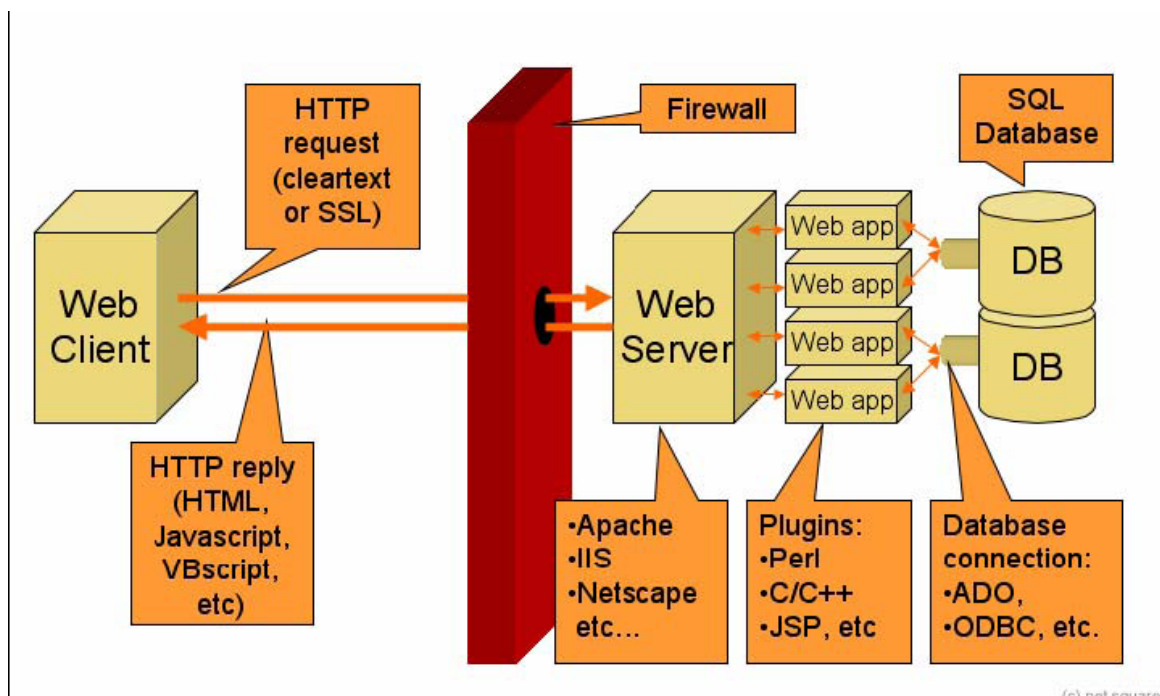 HTTP
request
(cleartext
or SSL)
Firewall
SQL
Database
Web
Client
Web
Server
Web app
Web app
Web app
Web app
DB
DB
HTTP reply
(HTML,
Javascript,
VBscript,
etc)
•Apache
•IIS
•Netscape
etc...
Plugins:
•Perl
•C/C++
•JSP, etc
Database
connection:
•ADO,
•ODBC, etc.
(c) net square